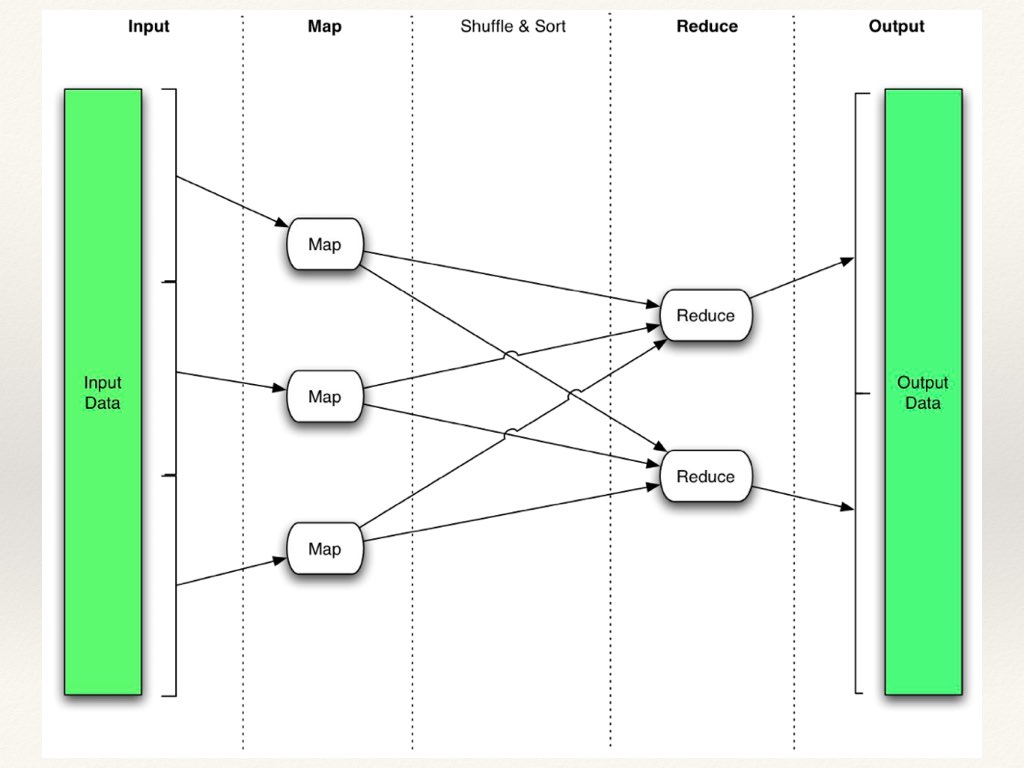 Input
Map
Shuffle & Sort
Reduce
Output
Map
Reduce
Input
Data
Map
Output
Data
Reduce
Map